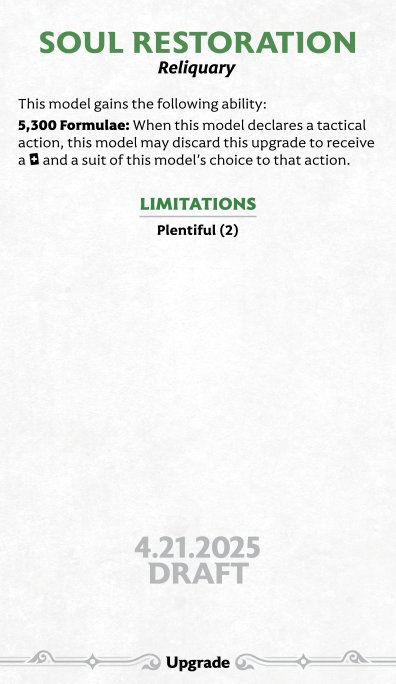 SOUL RESTORATION
Reliquary
This model gains the following ability:
5,300 Formulae: When this model declares a tactical
action, this model may discard this upgrade to receive
a + and a suit of this model's choice to that action.
LIMITATIONS
Plentiful (2)
4.21.2025
DRAFT
Upgrade